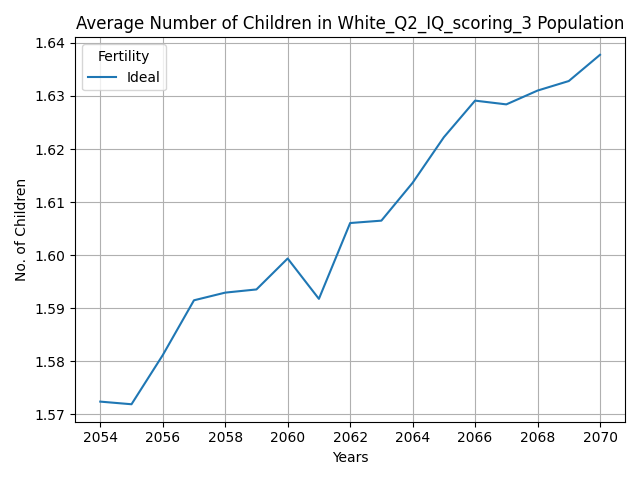 Average Number of Children in White_Q2_IQ_scoring_3 Population
1.64
1.63
1.62
1.61
1.60
1.59
1.58
1.57
No. of Children
Fertility
Ideal
2054 2056 2058 2060 2062 2064 2066 2068 2070
Years